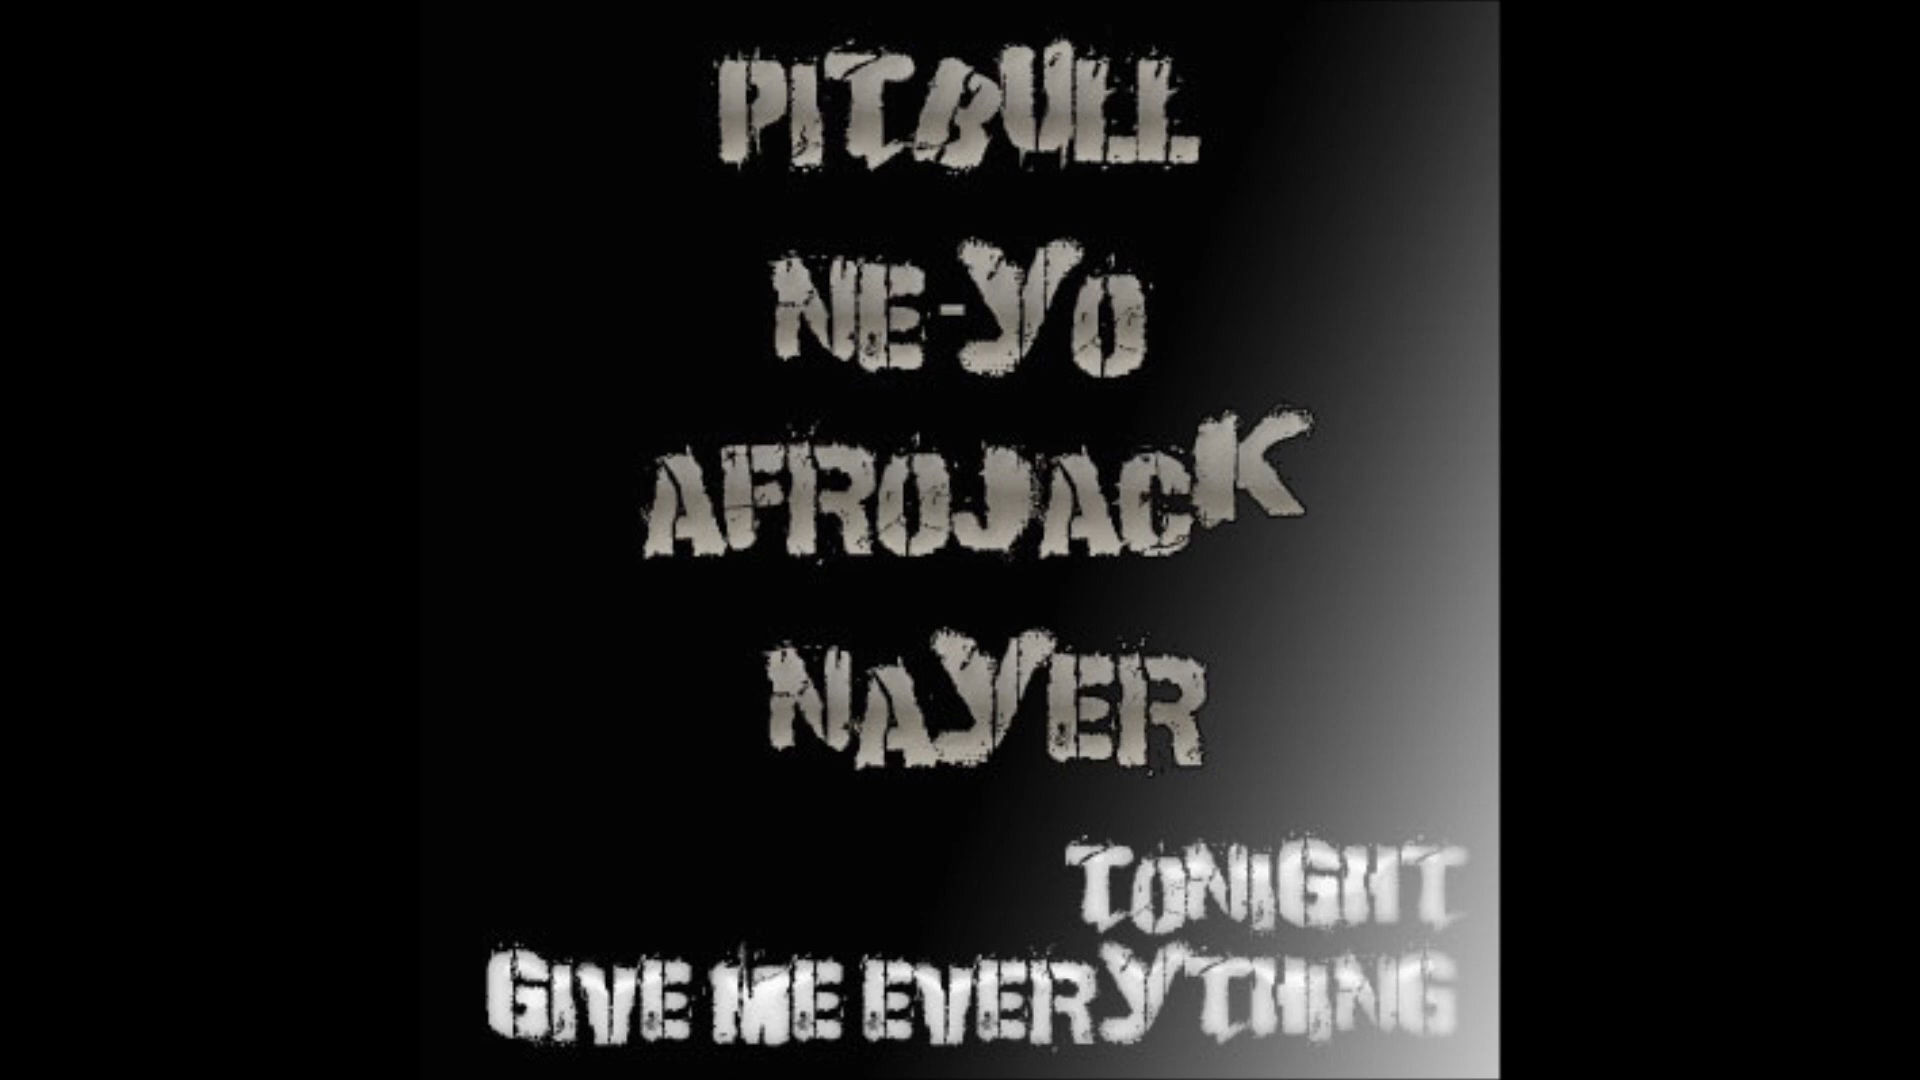 PITBULL
NE-YO
AFROJACK
NAYER
TONIGHT
GIVE ME EVERYTHING